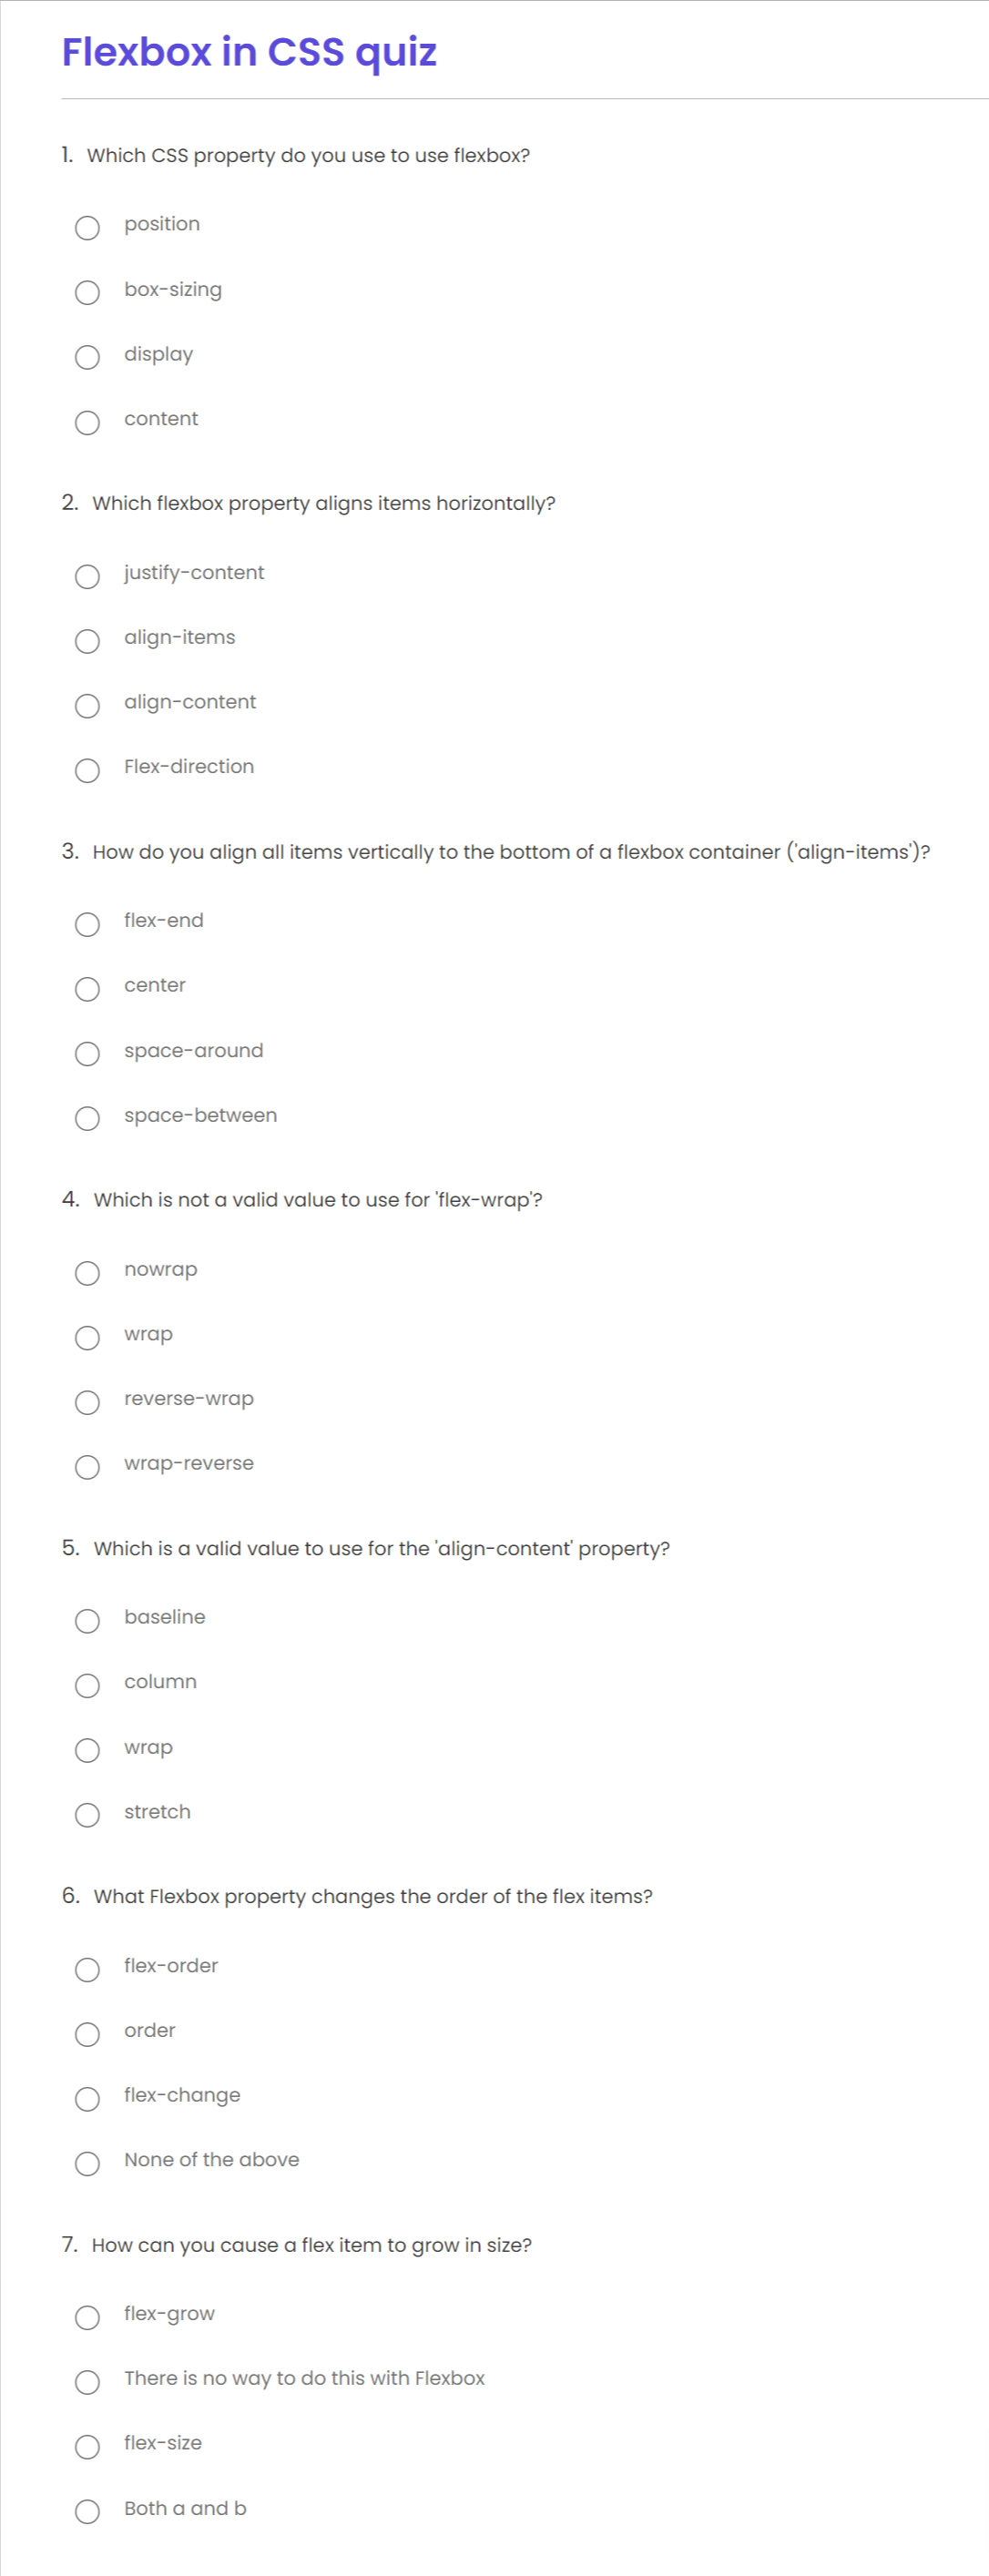 Flexbox in CSS quiz
1. Which CSS property do you use to use flexbox?
position
box-sizing
display
content
2. Which flexbox property aligns items horizontally?
justify-content
align-items
align-content
Flex-direction
3. How do you align all items vertically to the bottom of a flexbox container ('align-items')?
flex-end
center
space-around
space-between
4. Which is not a valid value to use for 'flex-wrap'?
nowrap
wrap
reverse-wrap
wrap-reverse
5. Which is a valid value to use for the 'align-content' property?
baseline
column
wrap
stretch
6. What Flexbox property changes the order of the flex items?
flex-order
order
flex-change
None of the above
7. How can you cause a flex item to grow in size?
flex-grow
There is no way to do this with Flexbox
flex-size
Both a and b